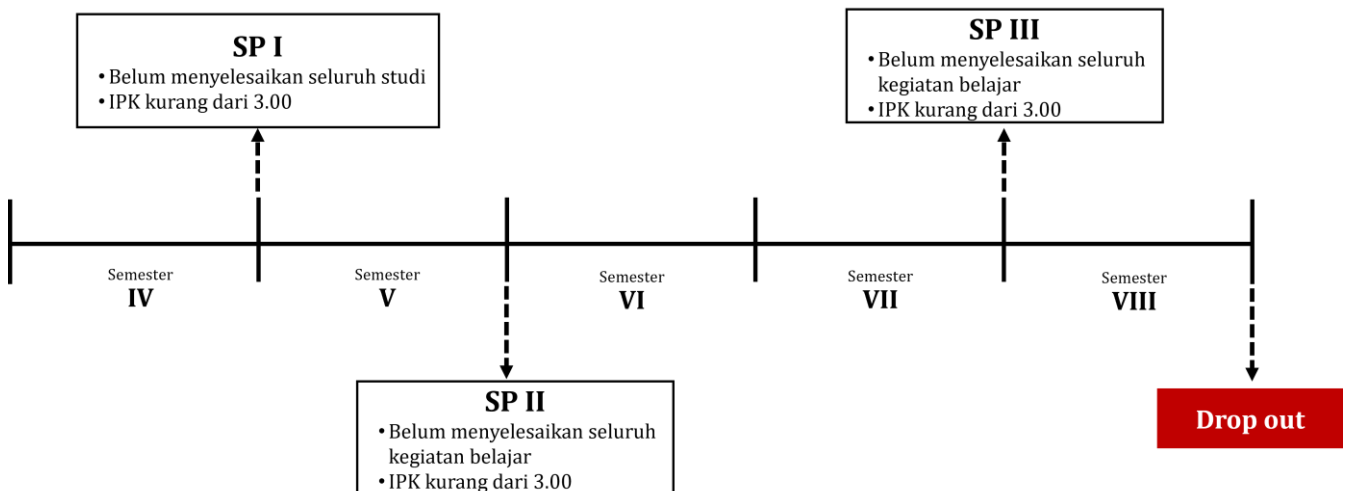 SP I
• Belum menyelesaikan seluruh studi
• IPK kurang dari 3.00
SP III
• Belum menyelesaikan seluruh
kegiatan belajar
• IPK kurang dari 3.00
Semester
IV
Semester
V
Semester
VI
Semester
VII
Semester
VIII
SP II
• Belum menyelesaikan seluruh
kegiatan belajar
• IPK kurang dari 3.00
Drop out